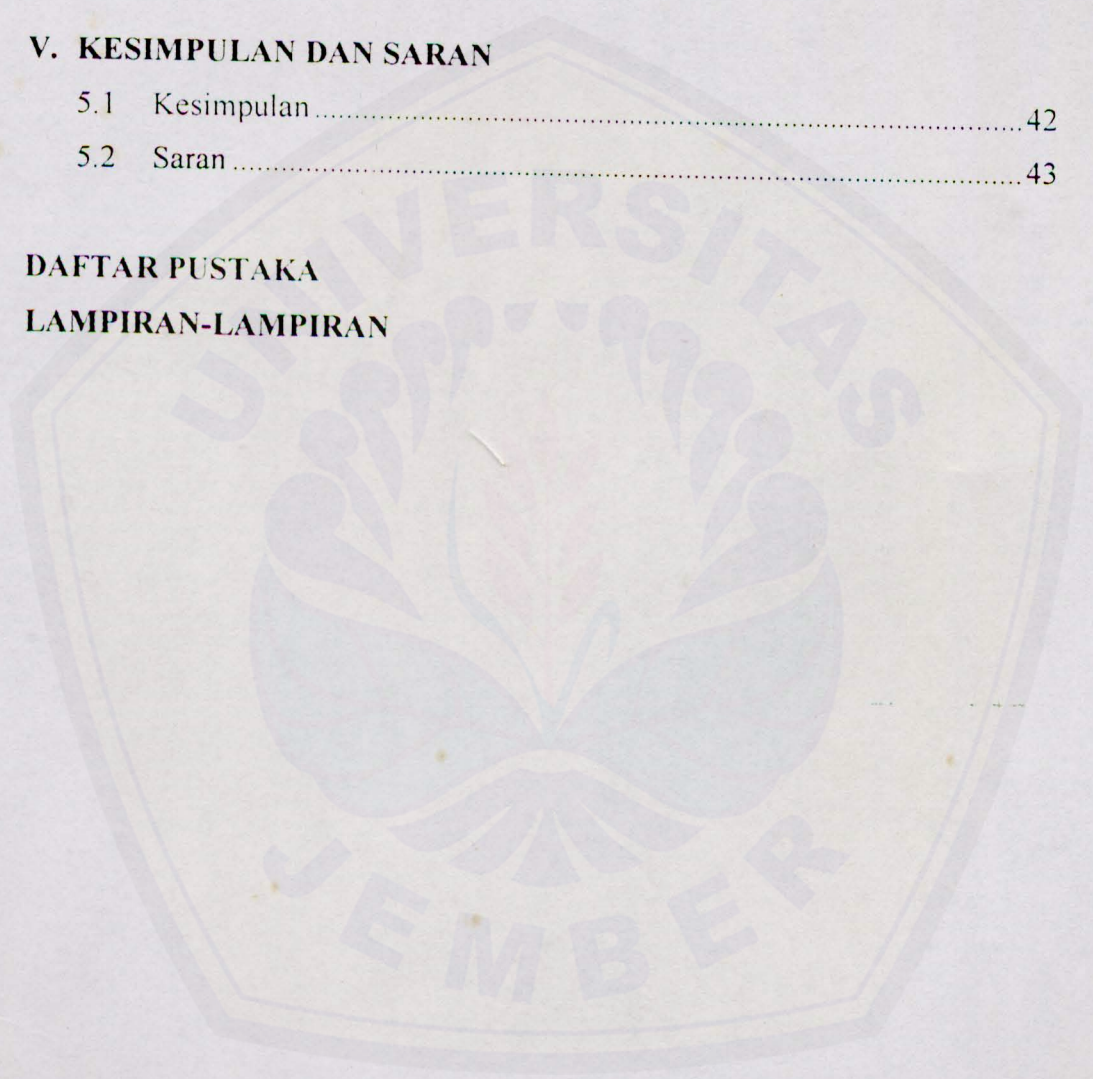 V. KESIMPULAN DAN SARAN
5.1 Kesimpulan ........................................ 42
5.2 Saran ........................................ 43
DAFTAR PUSTAKA
LAMPIRAN-LAMPIRAN
UNIVERSITAS
JEMBER